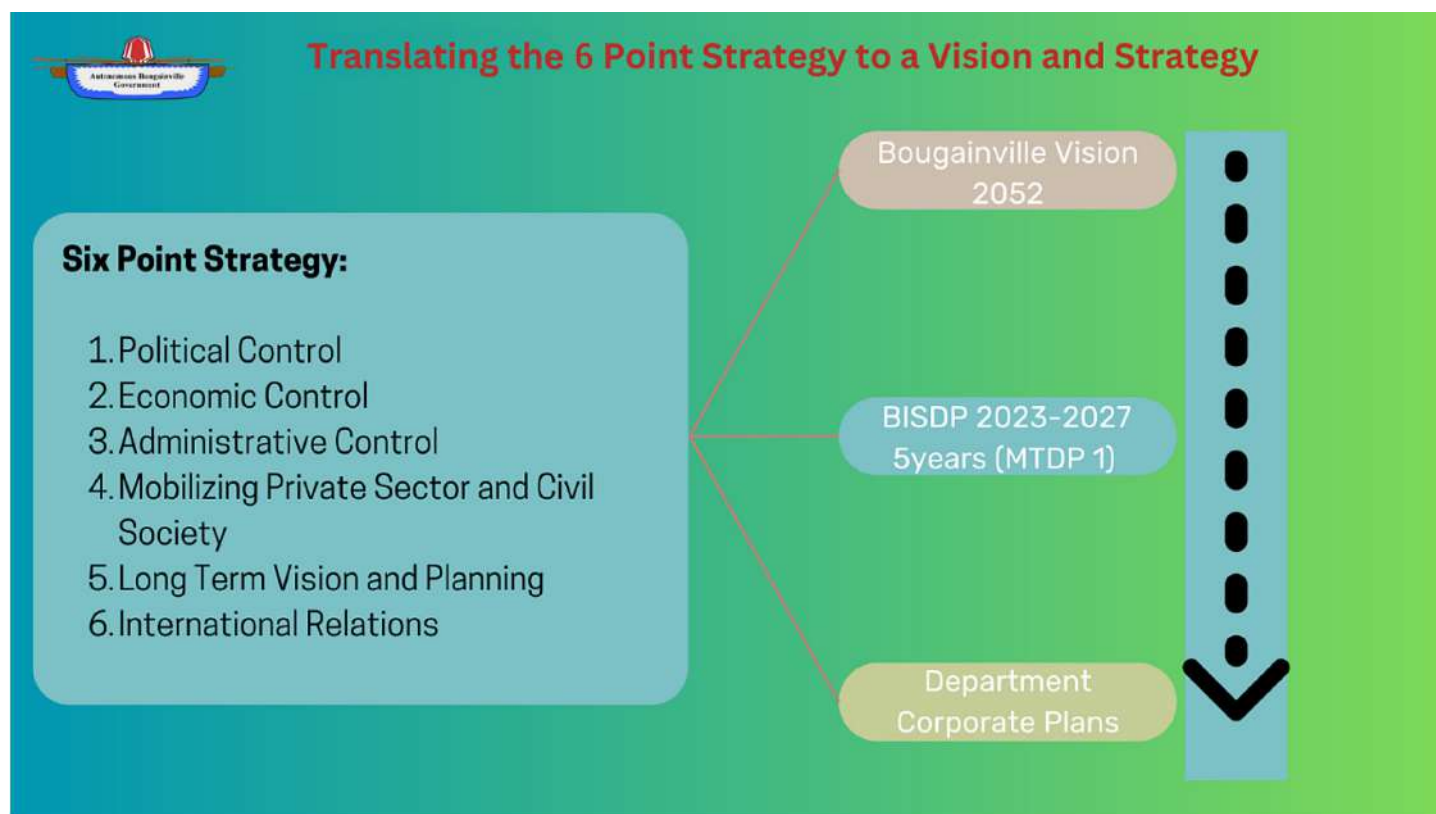 Autonomous Bougainville
Government
Translating the 6 Point Strategy to a Vision and Strategy
Six Point Strategy:
1. Political Control
2. Economic Control
3. Administrative Control
4. Mobilizing Private Sector and Civil
Society
5. Long Term Vision and Planning
6. International Relations
Bougainville Vision
2052
BISDP 2023-2027
5years (MTDP 1)
Department
Corporate Plans